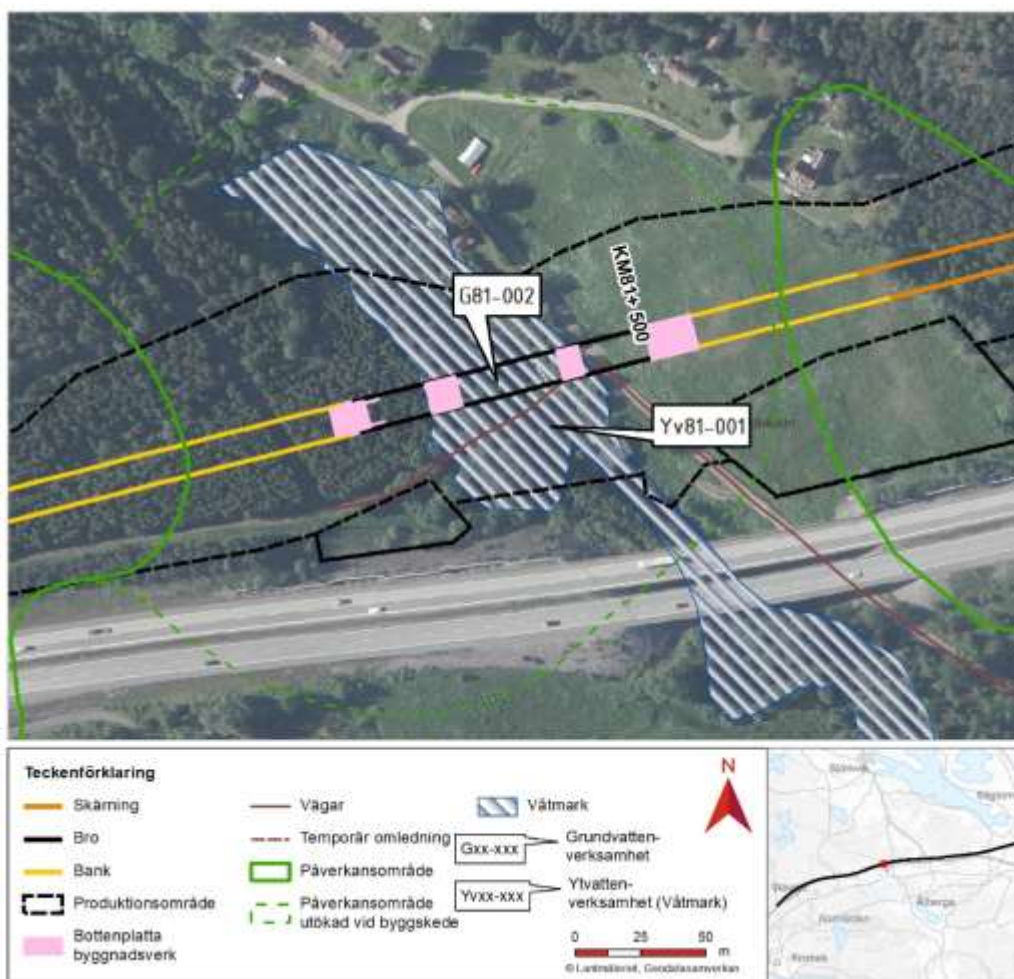 G81-002
KM81+ 500
Yv81-001
Teckenförklaring
Skärning
Bro
Bank
Produktionsområde
Bottenplatta
byggnadsverk
Vägar
Temporär omledning
Påverkansområde
Påverkansområde
utökad vid byggskede
Våtmark
Gxx-xxx
Grundvatten-
verksamhet
Yvxx-xxx
Ytvatten-
verksamhet (Våtmark)
N
0 25 50
m
© Lantmäteriet, Geodatasamverkan
Ålberga